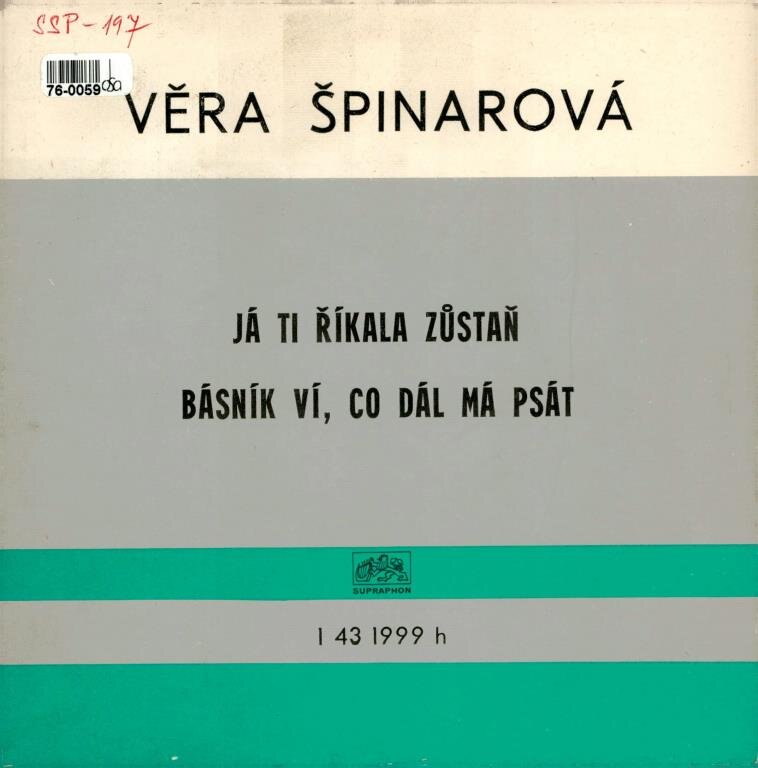 SSP-197
76-0059
VĚRA ŠPINAROVÁ
JÁ TI ŘÍKALA ZŮSTAŇ
BÁSNÍK VÍ, CO DÁL MÁ PSÁT
SUPRAPHON
1 43 1999 h